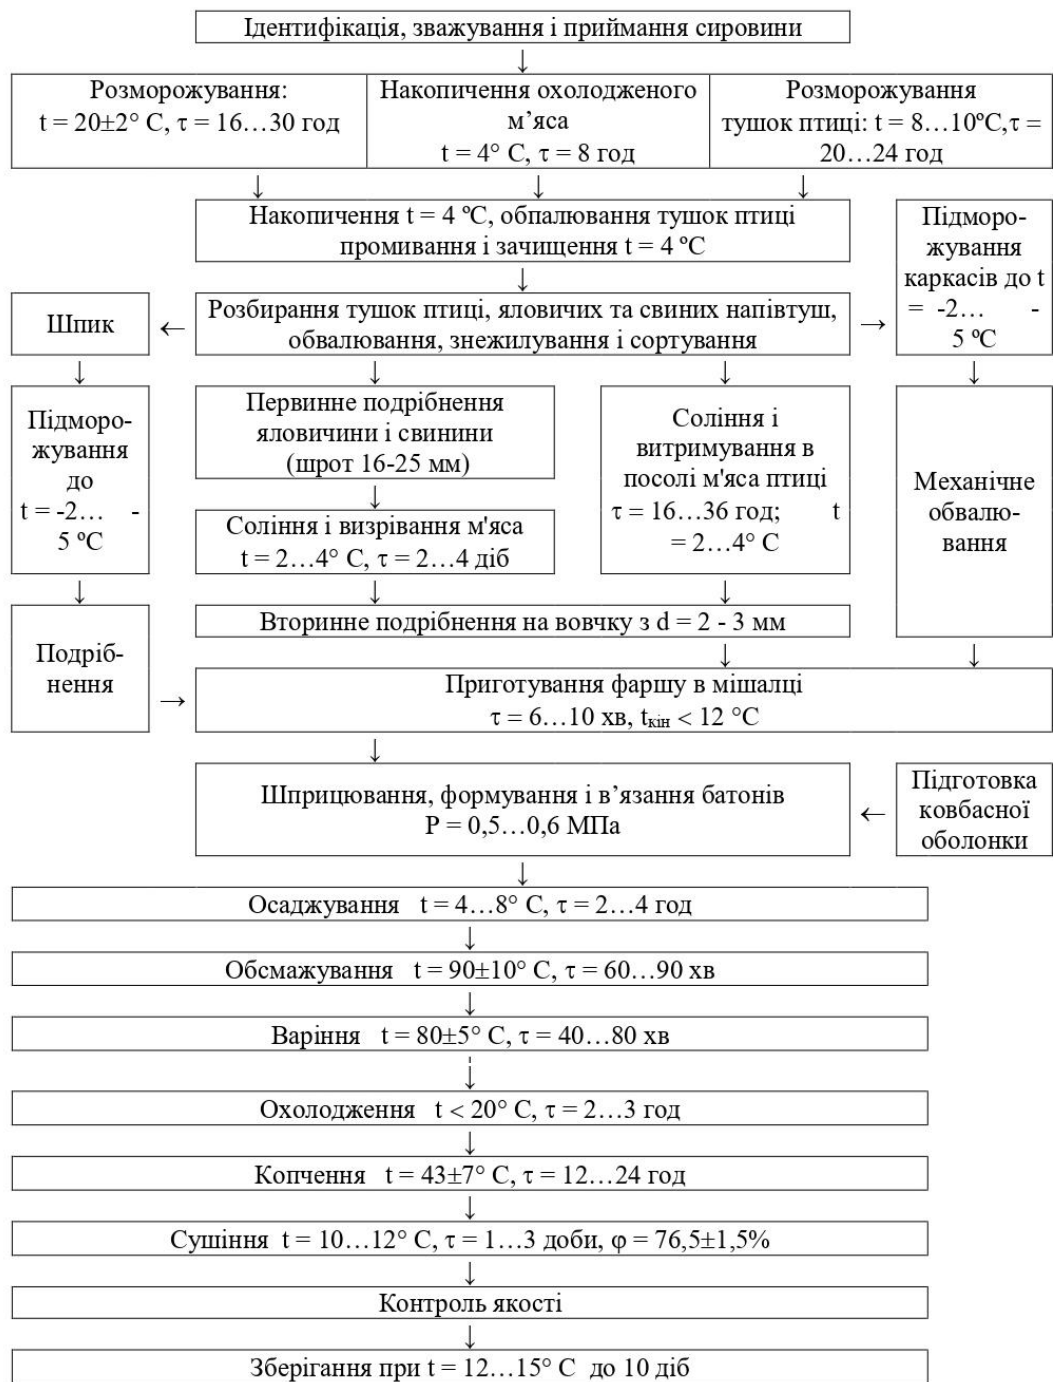 Ідентифікація, зважування і приймання сировини
↓
Розморожування:
t = 20±2° C, τ = 16…30 год
Накопичення охолодженого
м’яса
t = 4° C, τ = 8 год
Розморожування
тушок птиці: t = 8…10ºC,τ =
20…24 год
↓ ↓ ↓
Накопичення t = 4 ºC, обпалювання тушок птиці
промивання і зачищення t = 4 ºC
Підморо-
жування
каркасів до t
= -2… -
5 ºC
↓
Шпик
←
Розбирання тушок птиці, яловичих та свиних напівтуш,
обвалювання, знежилування і сортування
→
↓ ↓ ↓ ↓
Підморо-
жування
до
t = -2… -
5 ºC
Первинне подрібнення
яловичини і свинини
(шрот 16-25 мм)
↓
Соління і визрівання м'яса
t = 2…4° C, τ = 2…4 діб
Соління і
витримування в
посолі м'яса птиці
τ = 16…36 год; t
= 2…4° C
Механічне
обвалю-
вання
↓ ↓ ↓
Подріб-
нення
Вторинне подрібнення на вовчку з d = 2 - 3 мм
↓ ↓
→
Приготування фаршу в мішалці
τ = 6…10 хв, tкін < 12 °C
↓
Шприцювання, формування і в’язання батонів
P = 0,5…0,6 МПа
←
Підготовка
ковбасної
оболонки
↓
Осаджування t = 4…8° C, τ = 2…4 год
↓
Обсмажування t = 90±10° C, τ = 60…90 хв
↓
Варіння t = 80±5° C, τ = 40…80 хв
↓
Охолодження t < 20° C, τ = 2…3 год
↓
Копчення t = 43±7° C, τ = 12…24 год
↓
Сушіння t = 10…12° C, τ = 1…3 доби, φ = 76,5±1,5%
↓
Контроль якості
↓
Зберігання при t = 12…15° C до 10 діб